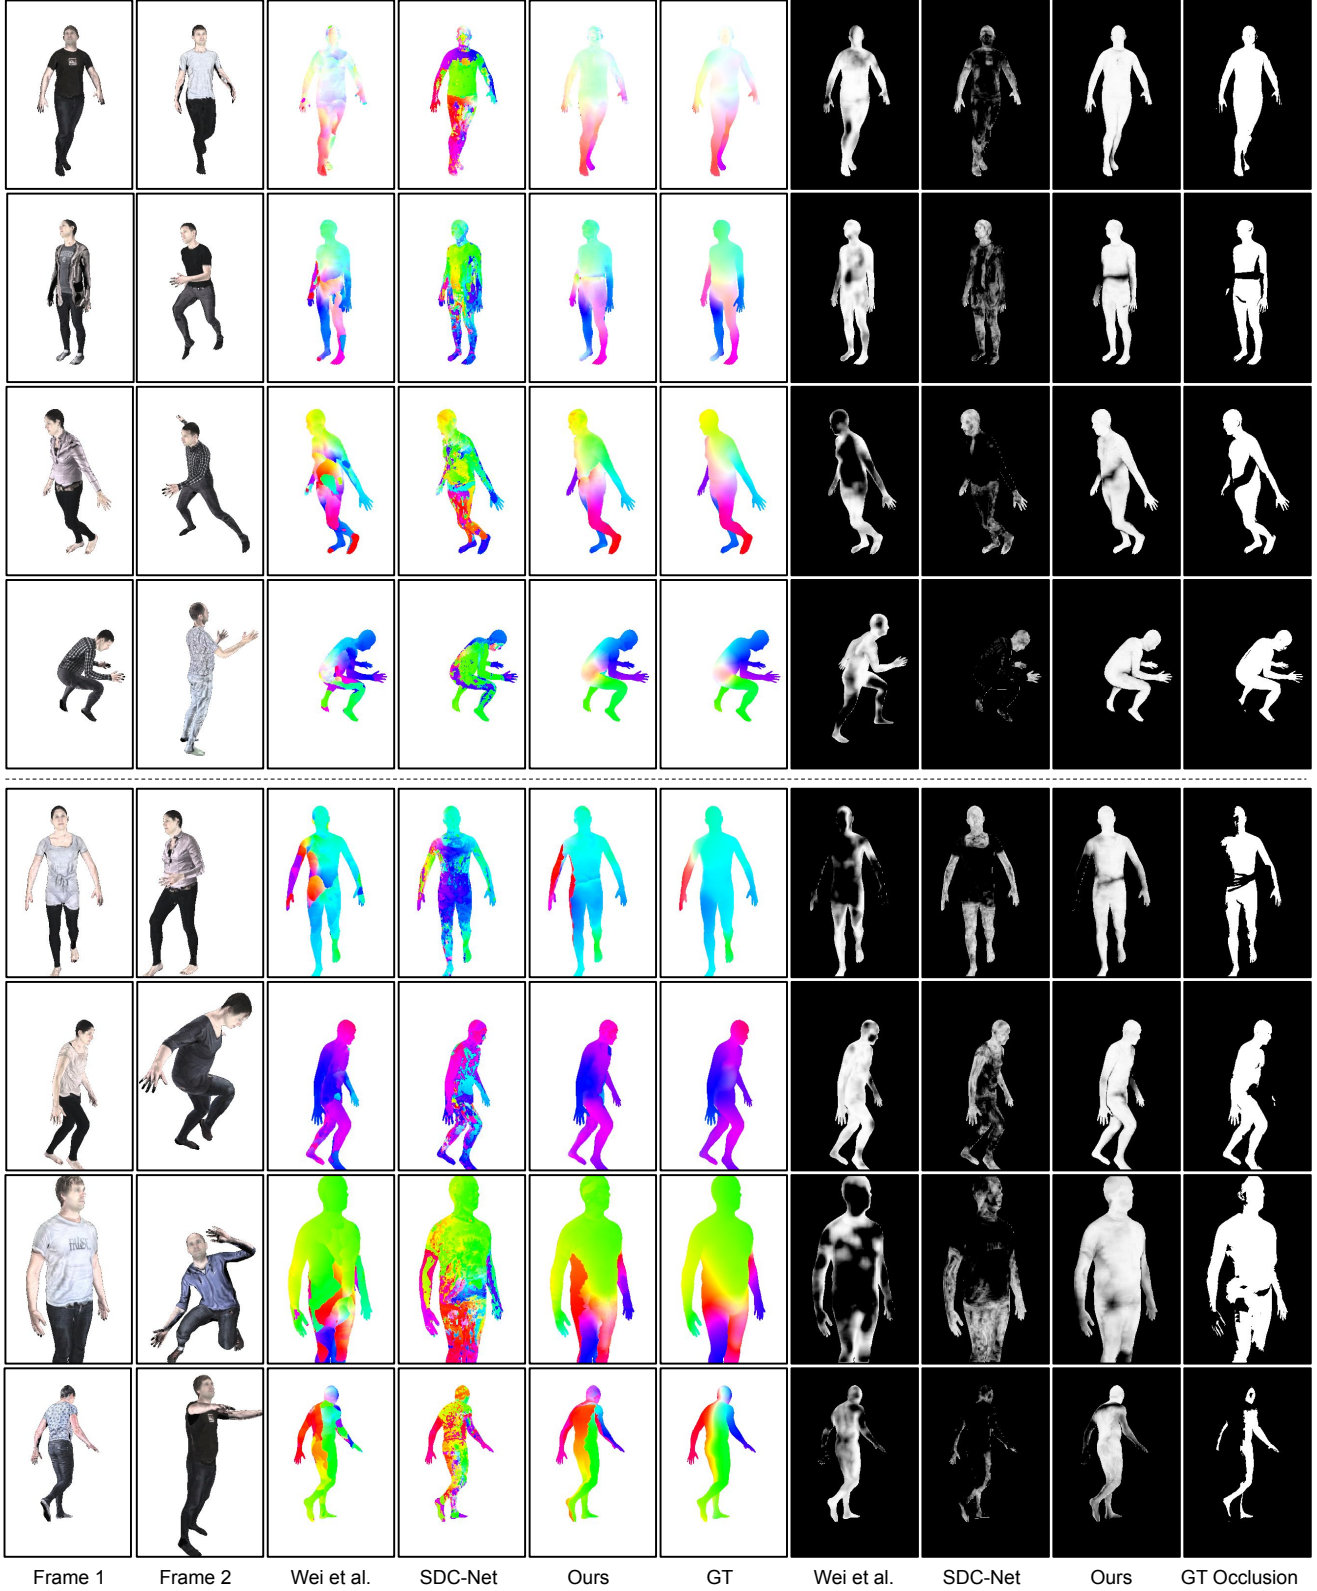 Frame 1 Frame 2 Wei et al. SDC-Net Ours GT Wei et al. SDC-Net Ours GT Occlusion